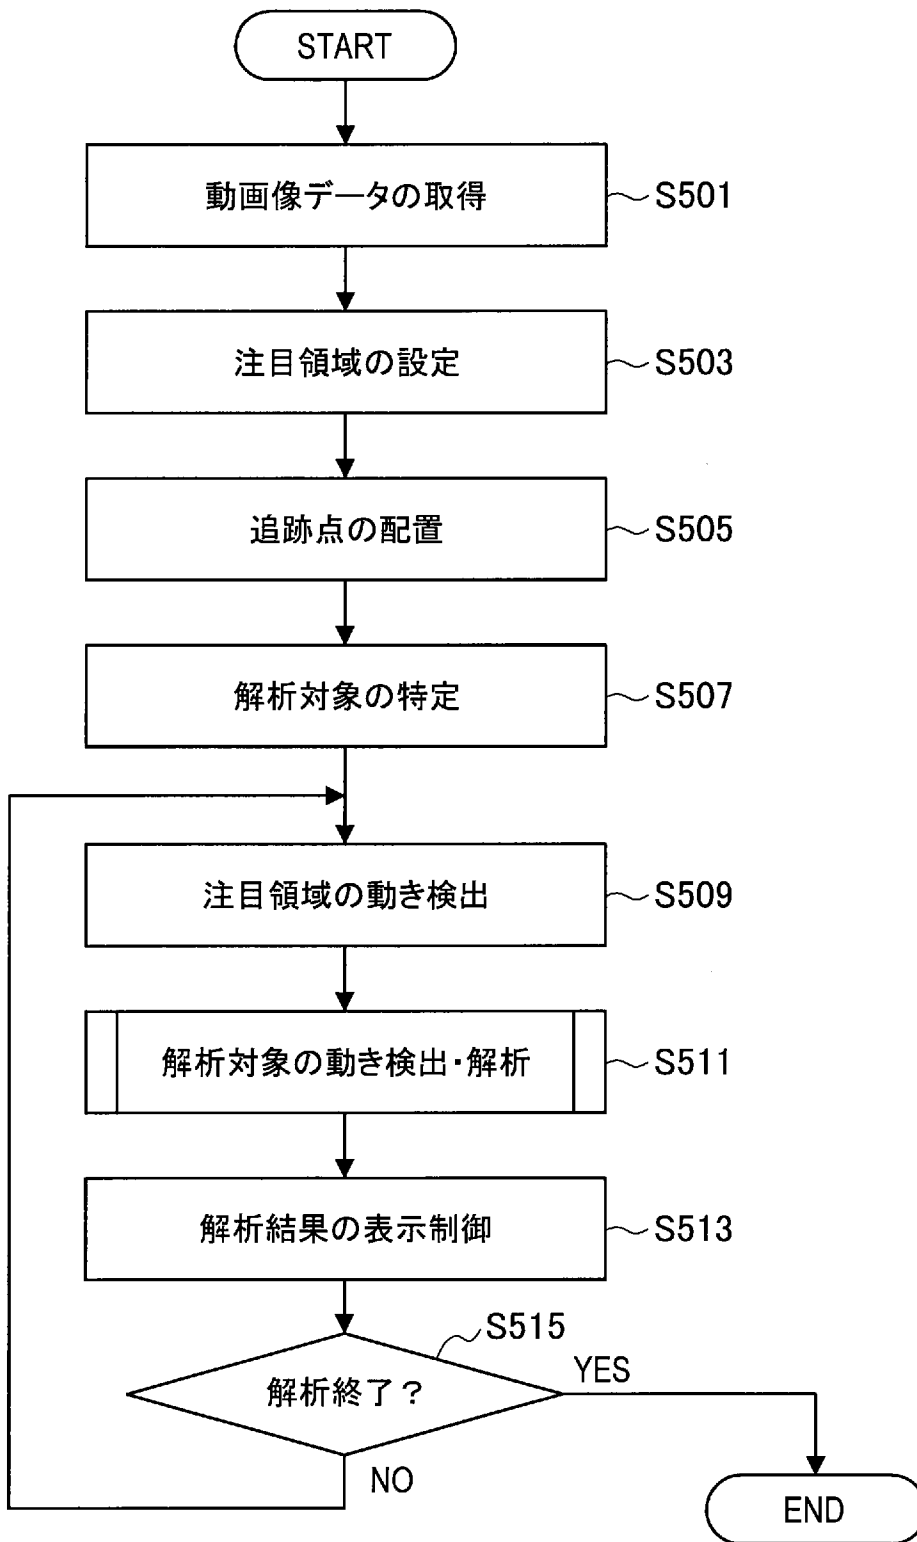 START
動画像データの取得
S501
注目領域の設定
S503
追跡点の配置
S505
解析対象の特定
S507
注目領域の動き検出
S509
解析対象の動き検出・解析
S511
解析結果の表示制御
S513
S515
解析終了？
YES
NO
END